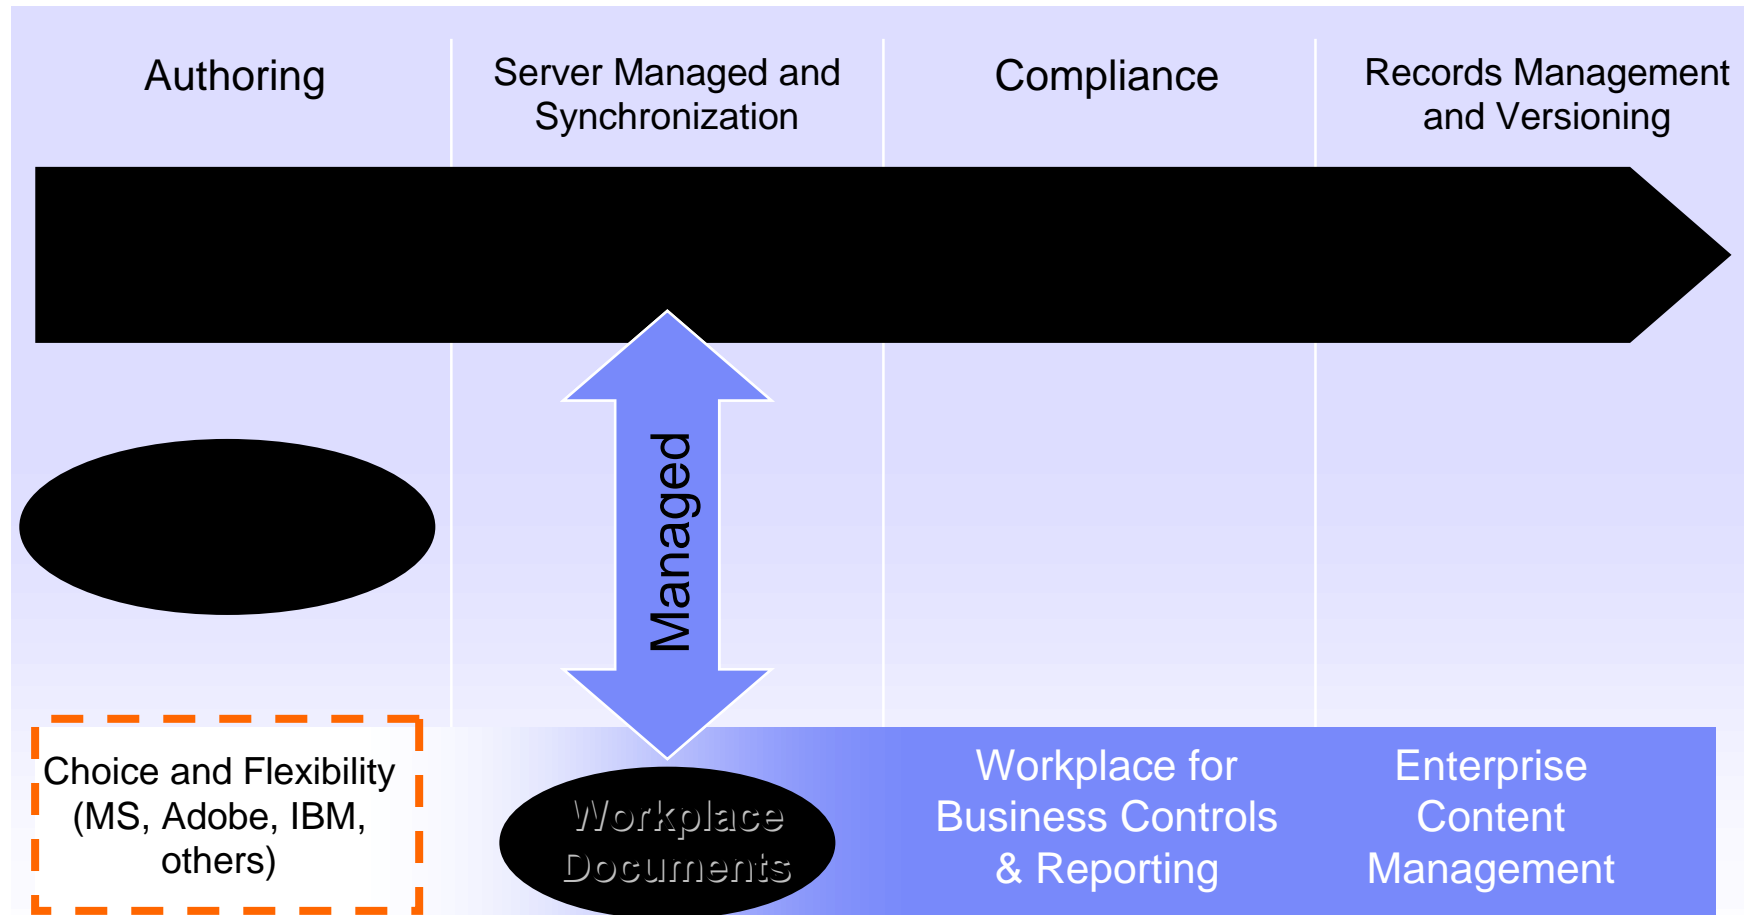 Authoring
Server Managed and
Synchronization
Compliance
Records Management
and Versioning
Managed
Choice and Flexibility
(MS, Adobe, IBM,
others)
Workplace
Documents
Workplace for
Business Controls
& Reporting
Enterprise
Content
Management